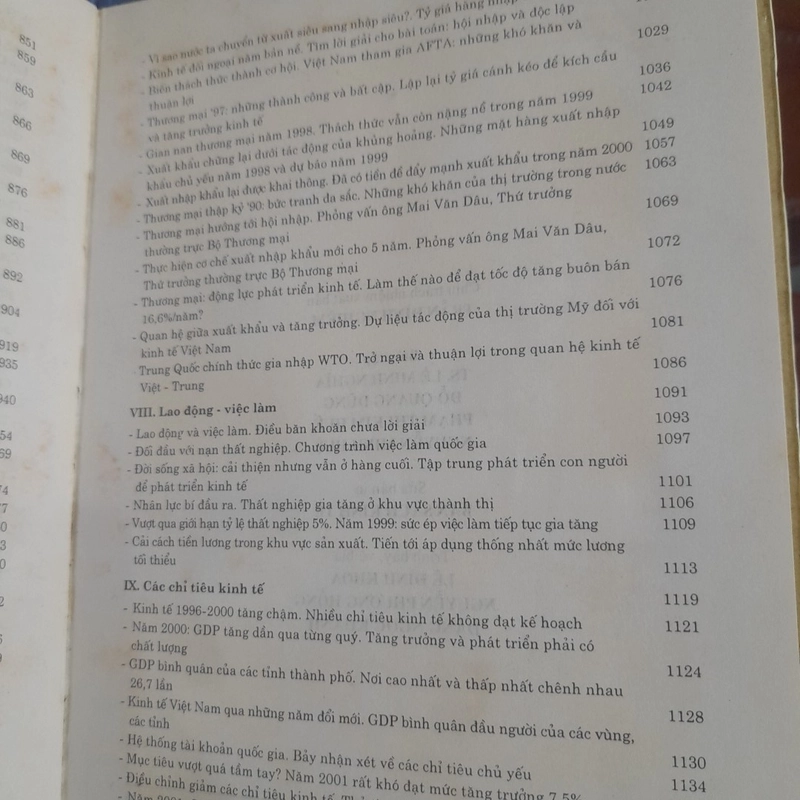 851
859
863
866
869
876
881
886
892
904
919
935
940
- Vì sao nước ta chuyển từ xuất siêu sang nhập siêu?. Tỷ giá hàng nhập
- Kinh tế đối ngoại năm bản nề. Tìm lời giải cho bài toán: hội nhập và độc lập
- Biến thách thức thành cơ hội. Việt Nam tham gia AFTA: những khó khăn và
thuận lợi 1029
- Thương mại '97: những thành công và bất cập. Lập lại tỷ giá cánh kéo để kích cầu
và tăng trưởng kinh tế 1036
- Gian nan thương mại năm 1998. Thách thức vẫn còn nặng nề trong năm 1999 1042
- Xuất khẩu chững lại dưới tác động của khủng hoảng. Những mặt hàng xuất nhập
khẩu chủ yếu năm 1998 và dự báo năm 1999 1049
- Xuất nhập khẩu lại được khai thông. Đã có tiền đề đẩy mạnh xuất khẩu trong năm 2000 1057
- Thương mại thập kỷ '90: bức tranh đa sắc. Những khó khăn của thị trường trong nước 1063
- Thương mại hướng tới hội nhập. Phỏng vấn ông Mai Văn Dâu, Thứ trưởng
thường trực Bộ Thương mại 1069
- Thực hiện cơ chế xuất nhập khẩu mới cho 5 năm. Phỏng vấn ông Mai Văn Dâu,
Thứ trưởng thường trực Bộ Thương mại 1072
- Thương mại: động lực phát triển kinh tế. Làm thế nào để đạt tốc độ tăng buôn bán
16,6%/năm? 1076
- Quan hệ giữa xuất khẩu và tăng trưởng. Dự liệu tác động của thị trường Mỹ đối với
kinh tế Việt Nam 1081
- Trung Quốc chính thức gia nhập WTO. Trở ngại và thuận lợi trong quan hệ kinh tế
Việt - Trung 1086
VIII. Lao động - việc làm 1091
- Lao động và việc làm. Điều băn khoăn chưa lời giải 1093
- Đối đầu với nạn thất nghiệp. Chương trình việc làm quốc gia 1097
- Đời sống xã hội: cải thiện nhưng vẫn ở hàng cuối. Tập trung phát triển con người
để phát triển kinh tế 1101
- Nhân lực bí đầu ra. Thất nghiệp gia tăng ở khu vực thành thị 1106
- Vượt qua giới hạn tỷ lệ thất nghiệp 5%. Năm 1999: sức ép việc làm tiếp tục gia tăng 1109
- Cải cách tiền lương trong khu vực sản xuất. Tiến tới áp dụng thống nhất mức lương
tối thiểu 1113
IX. Các chỉ tiêu kinh tế 1119
- Kinh tế 1996-2000 tăng chậm. Nhiều chỉ tiêu kinh tế không đạt kế hoạch 1121
- Năm 2000: GDP tăng dần qua từng quý. Tăng trưởng và phát triển phải có
chất lượng 1124
- GDP bình quân của các tỉnh thành phố. Nơi cao nhất và thấp nhất chênh nhau
26,7 lần 1128
- Kinh tế Việt Nam qua những năm đổi mới. GDP bình quân đầu người của các vùng,
các tỉnh 1130
- Hệ thống tài khoản quốc gia. Bảy nhận xét về các chỉ tiêu chủ yếu 1134
- Mục tiêu vượt quá tầm tay? Năm 2001 rất khó đạt mức tăng trưởng 7,5%
- Điều chỉnh giảm các chỉ tiêu kinh tế.